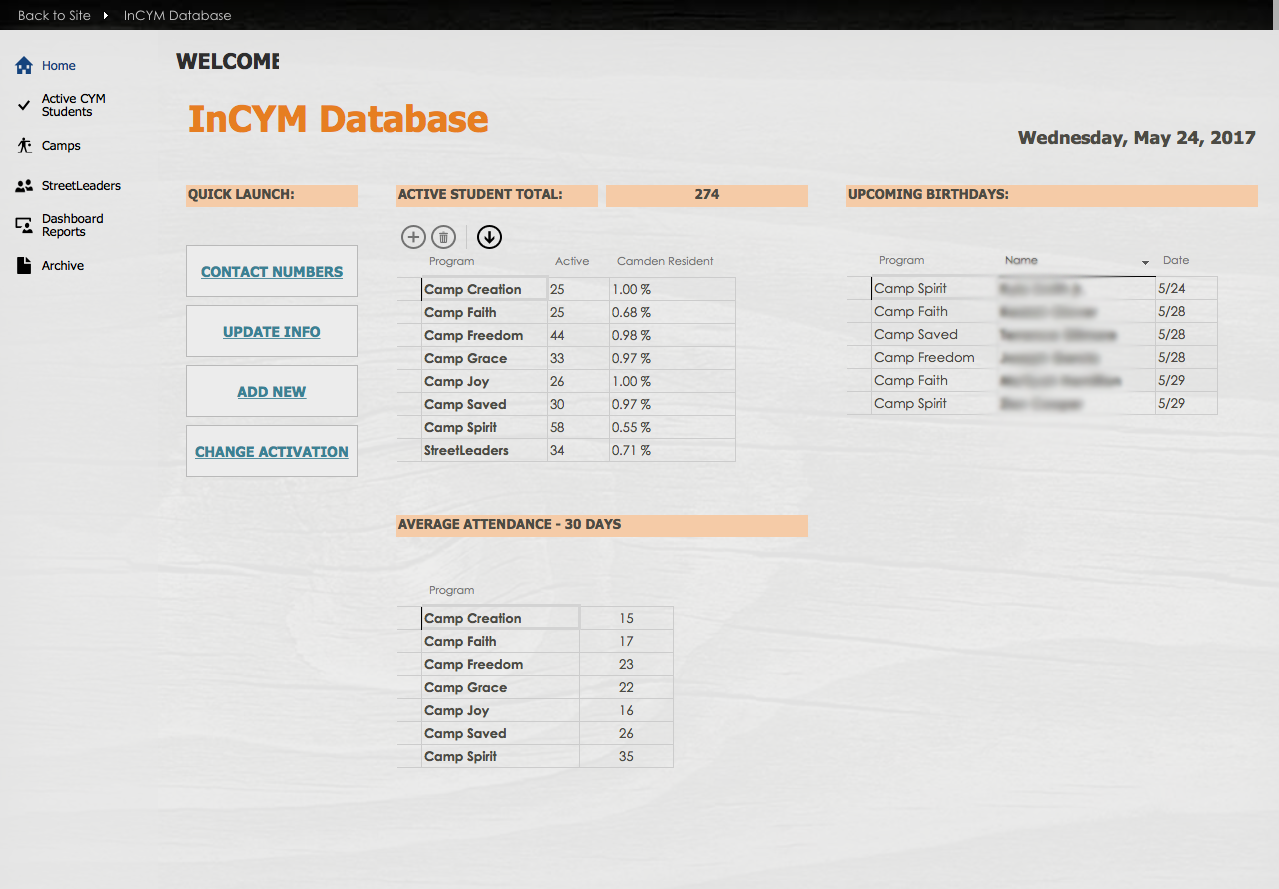 Back to Site InCYM Database
Home
Active CYM
Students
Camps
StreetLeaders
Dashboard
Reports
Archive
WELCOME
InCYM Database
Wednesday, May 24, 2017
QUICK LAUNCH:
CONTACT NUMBERS
UPDATE INFO
ADD NEW
CHANGE ACTIVATION
ACTIVE STUDENT TOTAL: 274
Program Active Camden Resident
Camp Creation 25 1.00 %
Camp Faith 25 0.68 %
Camp Freedom 44 0.98 %
Camp Grace 33 0.97 %
Camp Joy 26 1.00 %
Camp Saved 30 0.97 %
Camp Spirit 58 0.55 %
StreetLeaders 34 0.71 %
AVERAGE ATTENDANCE - 30 DAYS
Program
Camp Creation 15
Camp Faith 17
Camp Freedom 23
Camp Grace 22
Camp Joy 16
Camp Saved 26
Camp Spirit 35
UPCOMING BIRTHDAYS:
Program Name Date
Camp Spirit 5/24
Camp Faith 5/28
Camp Saved 5/28
Camp Freedom 5/28
Camp Faith 5/29
Camp Spirit 5/29